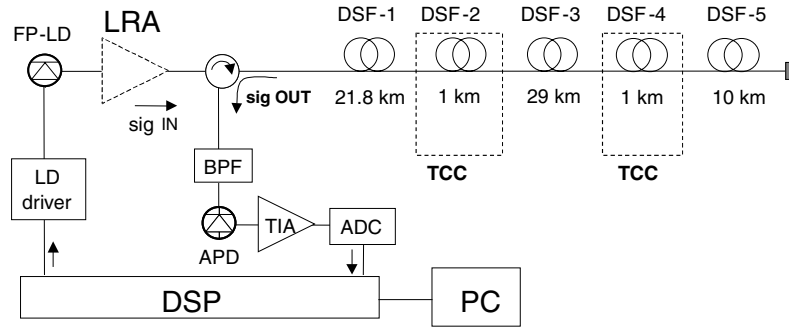 DSF-1 DSF-2 DSF-3 DSF-4 DSF-5
FP-LD LRA
sig IN
sig OUT
21.8 km 1 km 29 km 1 km 10 km
TCC TCC
LD driver
BPF
APD
TIA
ADC
DSP
PC